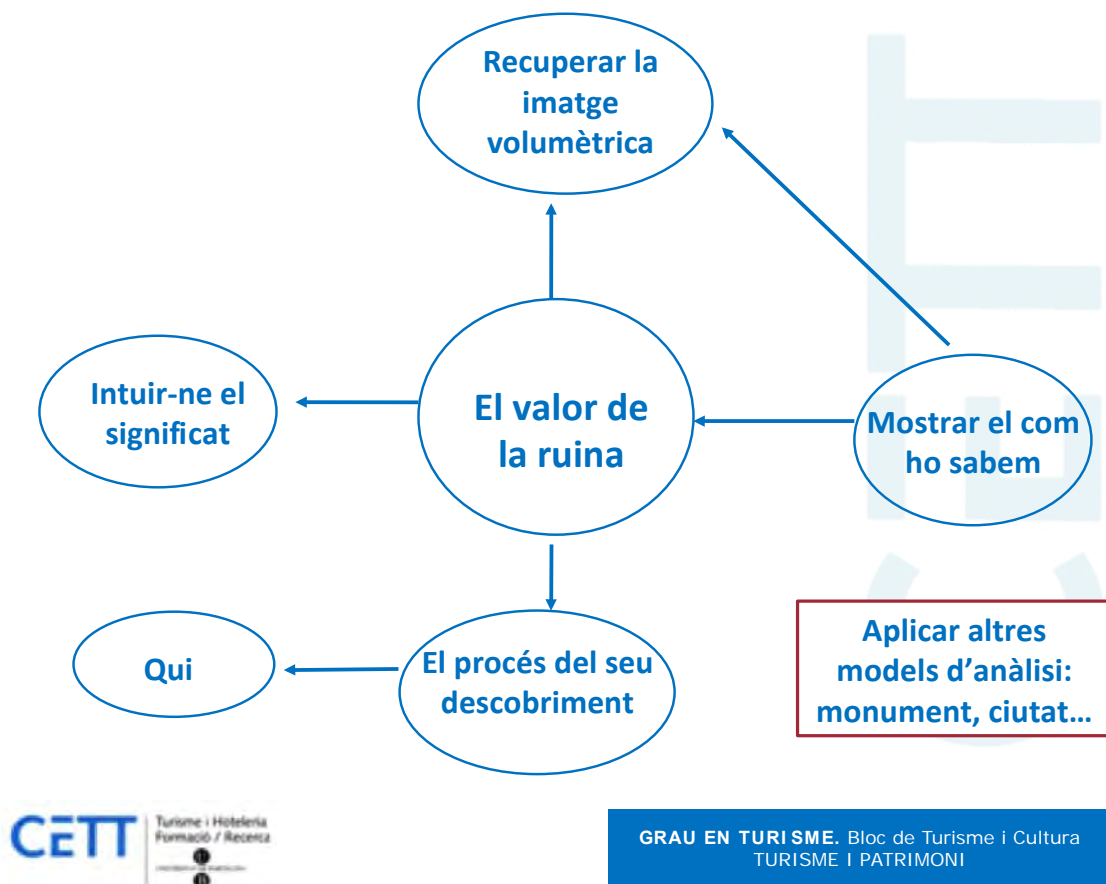 Recuperar la
imatge
volumètrica
Intuir-ne el
significat
El valor de
la ruina
Mostrar el com
ho sabem
Qui
El procés del seu
descobriment
Aplicar altres
models d'anàlisi:
monument, ciutat…
CETT
Turisme i Hoteleria
Formació / Recerca
GRAU EN TURISME. Bloc de Turisme i Cultura
TURISME I PATRIMONI